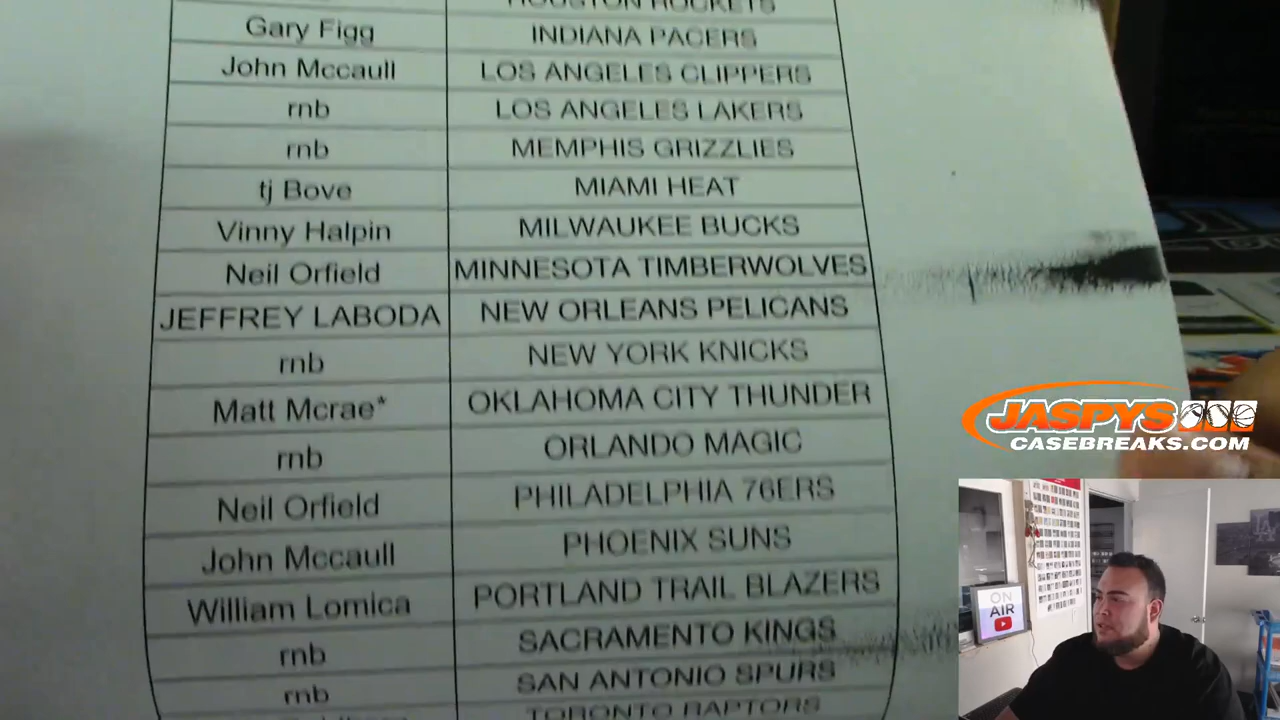 HOUSTON ROCKETS
Gary Figg INDIANA PACERS
John Mccaull LOS ANGELES CLIPPERS
rnb LOS ANGELES LAKERS
rnb MEMPHIS GRIZZLIES
tj Bove MIAMI HEAT
Vinny Halpin MILWAUKEE BUCKS
Neil Orfield MINNESOTA TIMBERWOLVES
JEFFREY LABODA NEW ORLEANS PELICANS
rnb NEW YORK KNICKS
Matt Mcrae* OKLAHOMA CITY THUNDER
rnb ORLANDO MAGIC
Neil Orfield PHILADELPHIA 76ERS
John Mccaull PHOENIX SUNS
William Lomica PORTLAND TRAIL BLAZERS
rnb SACRAMENTO KINGS
rnb SAN ANTONIO SPURS
TORONTO RAPTORS
JASPYS
CASEBREAKS.COM
ON
AIR